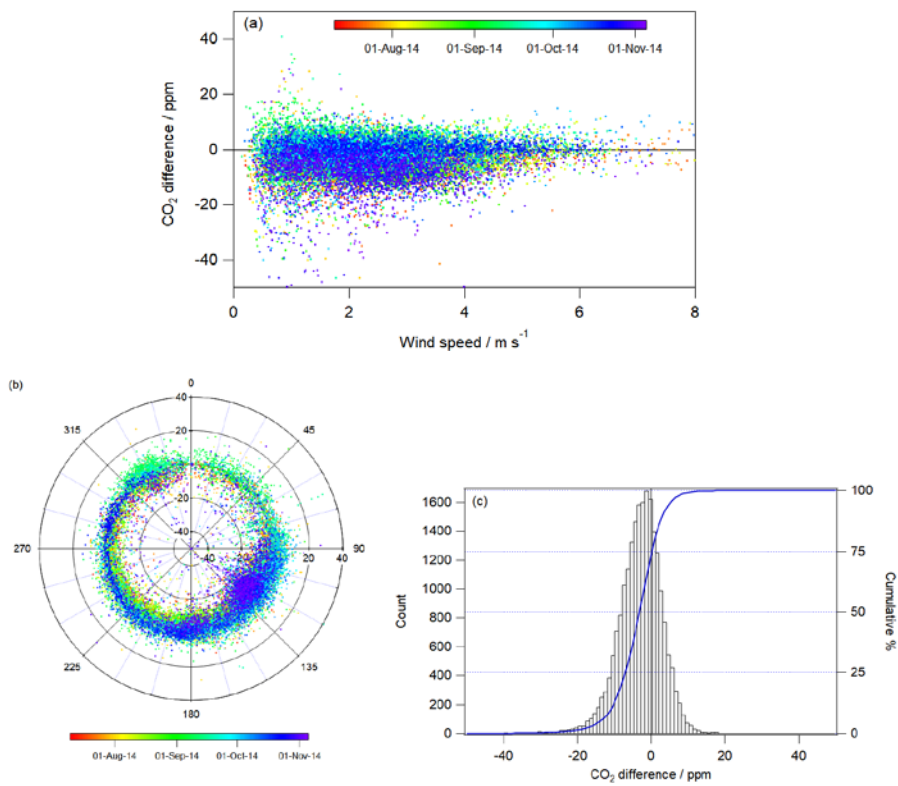 (a)
01-Aug-14 01-Sep-14 01-Oct-14 01-Nov-14
40
20
0
-20
-40
CO2 difference / ppm
0 2 4 6 8
Wind speed / m s-1
(b)
0
40
315 45
20
-20
-40
270 -40 -20 20 40 90
225 135
180
01-Aug-14 01-Sep-14 01-Oct-14 01-Nov-14
(c)
1600
1400
1200
1000
800
600
400
200
0
Count
100
75
50
25
0
Cumulative %
-40 -20 0 20 40
CO2 difference / ppm